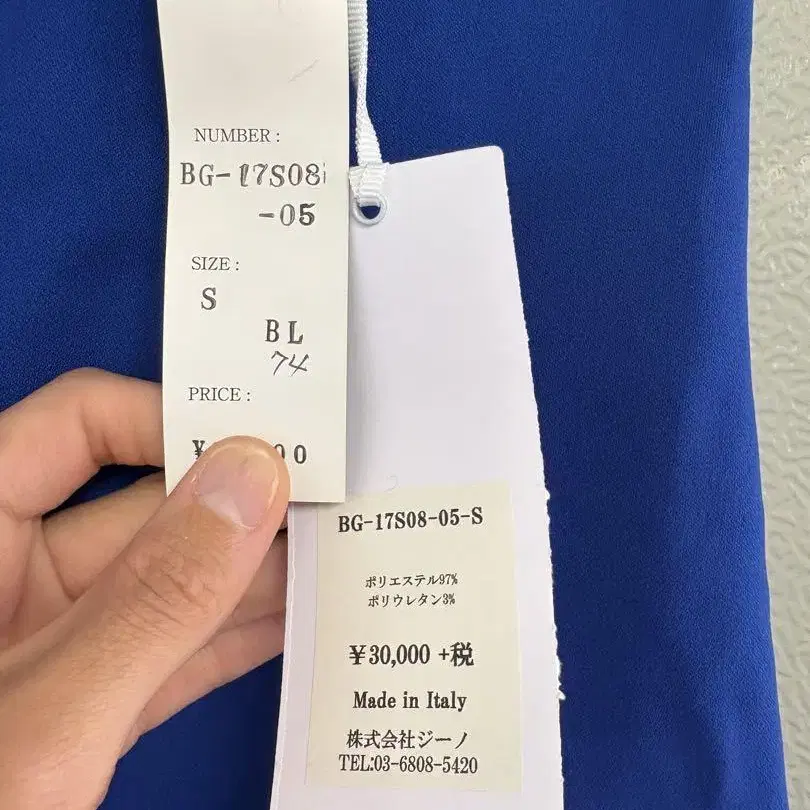 NUMBER :
BG-17S08
-05
SIZE :
S
BL
74
PRICE :
¥ 00
BG-17S08-05-S
ポリエステル97%
ポリウレタン3%
¥30,000 +税
Made in Italy
株式会社ジーノ
TEL:03-6808-5420